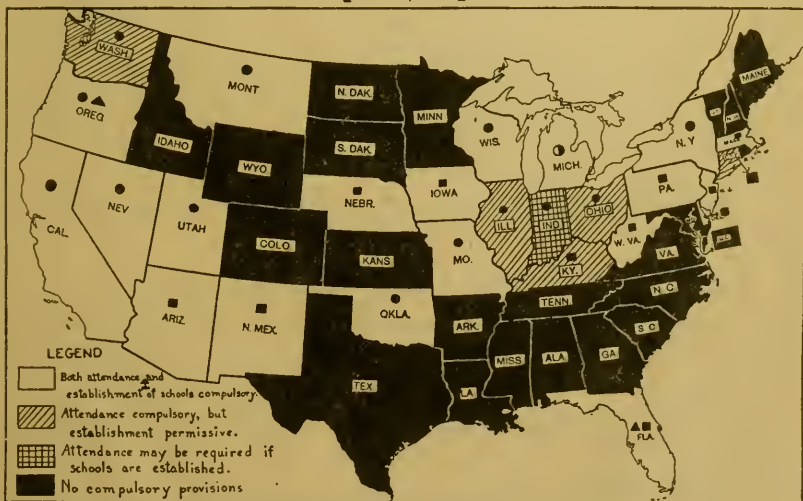 WASH
MONT
N. DAK.
MINN
MAINE
OREG
IDAHO
WYO
S. DAK.
WIS.
MICH.
N.Y
MASS
NEV
UTAH
NEBR.
IOWA
ILL
IND
OHIO
PA.
N.J.
CAL.
COLO
KANS
MO.
KY.
W. VA.
VA.
ARIZ.
N. MEX.
OKLA.
ARK.
TENN
N. C
S. C
TEX
LA
MISS
ALA
GA
FLA.
LEGEND
Both attendance and
establishment of schools compulsory.
Attendance compulsory, but
establishment permissive.
Attendance may be required if
schools are established.
No compulsory provisions